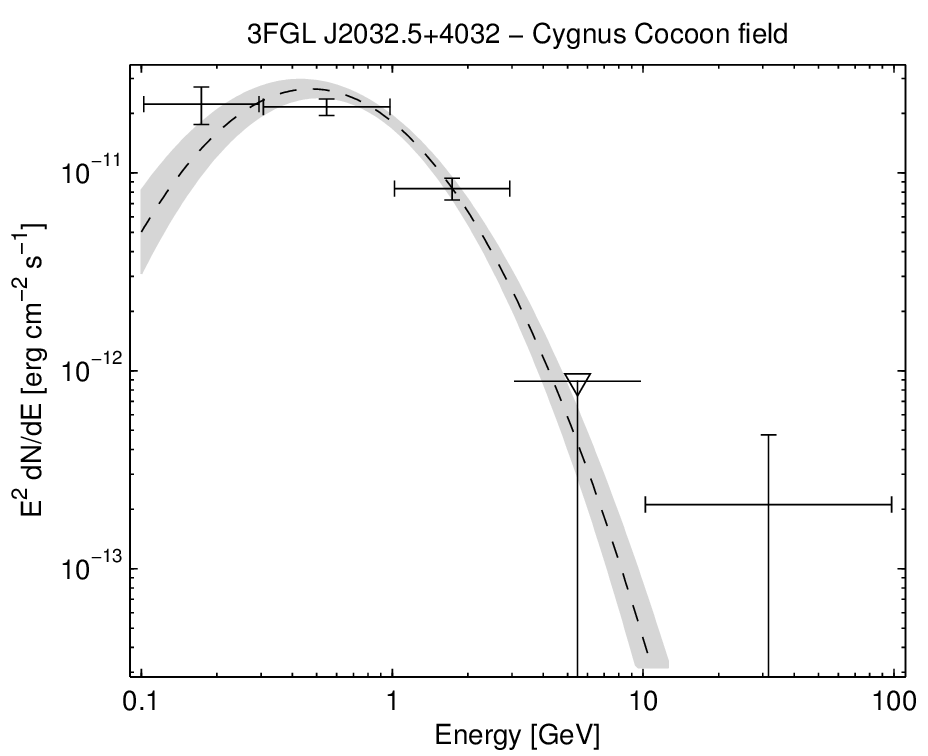 3FGL J2032.5+4032 − Cygnus Cocoon field
E² dN/dE [erg cm⁻² s⁻¹]
10⁻¹¹
10⁻¹²
10⁻¹³
0.1 1 10 100
Energy [GeV]